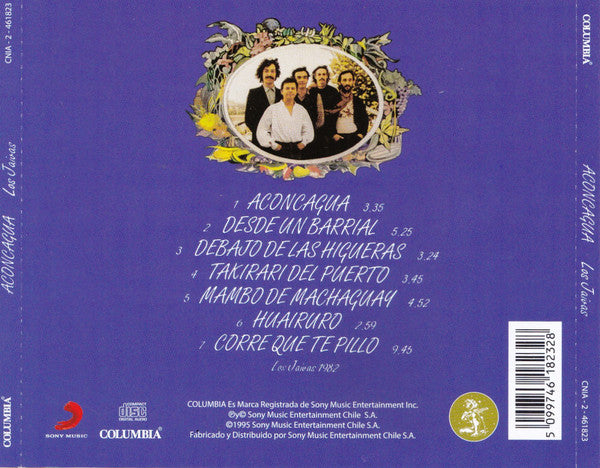 COLUMBIA
CNIA - 2 - 461823
ACONCAGUA Los Jaivas
COLUMBIA
1 ACONCAGUA 3.35
2 DESDE UN BARRIAL 5.25
3 DEBAJO DE LAS HIGUERAS 3.24
4 TAKIRARI DEL PUERTO 3.45
5 MAMBO DE MACHAGUAY 4.52
6 HUAIRURO 2.59
7 CORRE QUE TE PILLO 9.45
Los Jaivas 1982
SONY MUSIC
COMPACT
disc
DIGITAL AUDIO
COLUMBIA
COLUMBIA Es Marca Registrada de Sony Music Entertainment Inc.
℗y© Sony Music Entertainment Chile S.A.
©1995 Sony Music Entertainment Chile S.A.
Fabricado y Distribuido por Sony Music Entertainment Chile S.A.
5 099746 182328
COLUMBIA
ACONCAGUA Los Jaivas
CNIA - 2 - 461823